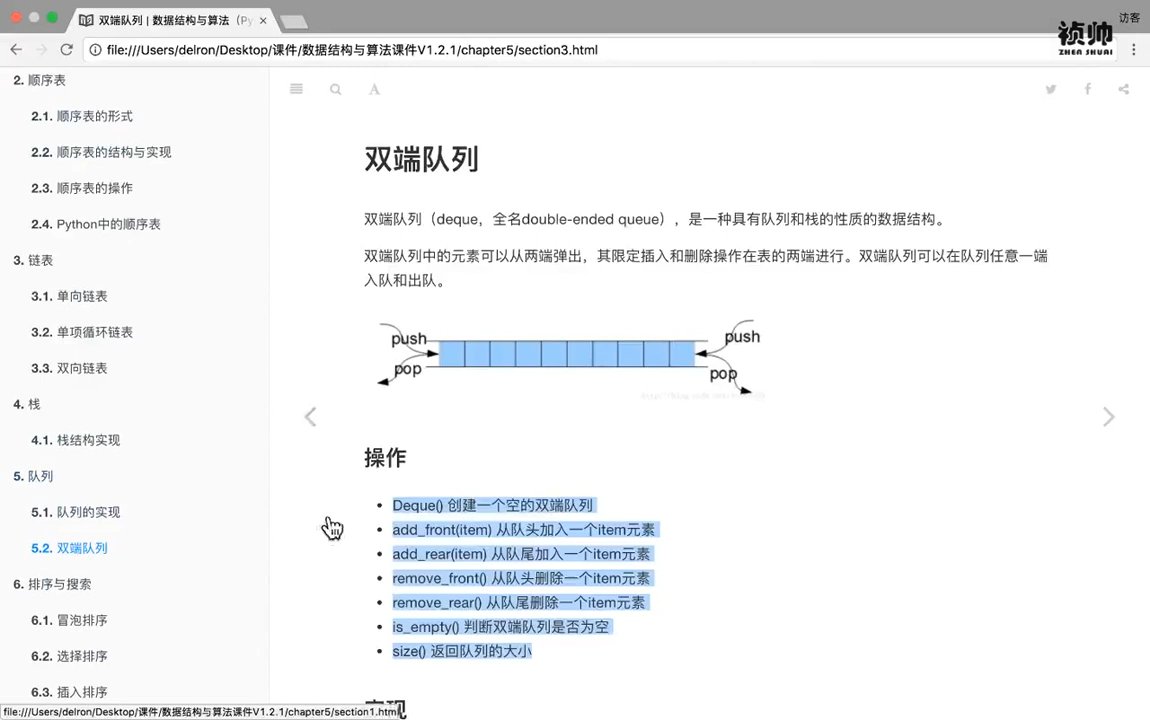 双端队列 | 数据结构与算法 (Py
访客
file:///Users/delron/Desktop/课件/数据结构与算法课件V1.2.1/chapter5/section3.html
祯帅
ZHEN SHUAI
2. 顺序表
2.1. 顺序表的形式
2.2. 顺序表的结构与实现
2.3. 顺序表的操作
2.4. Python中的顺序表
3. 链表
3.1. 单向链表
3.2. 单项循环链表
3.3. 双向链表
4. 栈
4.1. 栈结构实现
5. 队列
5.1. 队列的实现
5.2. 双端队列
6. 排序与搜索
6.1. 冒泡排序
6.2. 选择排序
6.3. 插入排序
A
双端队列
双端队列（deque，全名double-ended queue），是一种具有队列和栈的性质的数据结构。
双端队列中的元素可以从两端弹出，其限定插入和删除操作在表的两端进行。双端队列可以在队列任意一端
入队和出队。
push
push
pop
pop
操作
• Deque() 创建一个空的双端队列
• add_front(item) 从队头加入一个item元素
• add_rear(item) 从队尾加入一个item元素
• remove_front() 从队头删除一个item元素
• remove_rear() 从队尾删除一个item元素
• is_empty() 判断双端队列是否为空
• size() 返回队列的大小
实现
file:///Users/delron/Desktop/课件/数据结构与算法课件V1.2.1/chapter5/section1.html